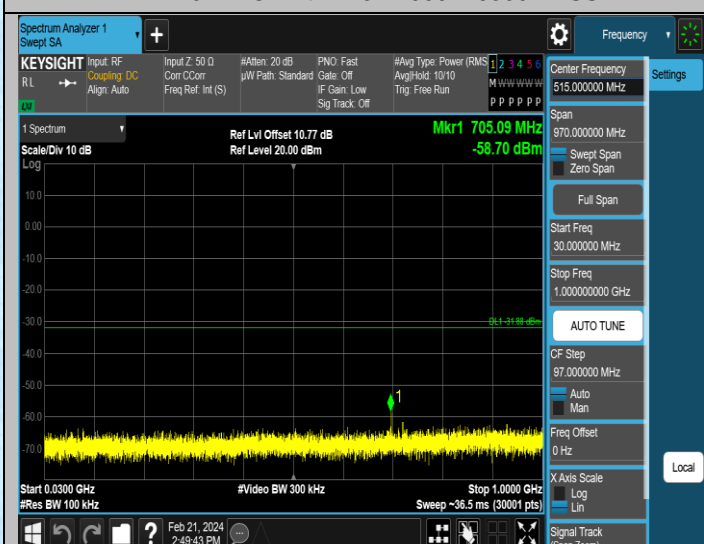 Spectrum Analyzer 1
Swept SA
+
Frequency
KEYSIGHT
RL
LXI
Input: RF
Coupling: DC
Align: Auto
Input Z: 50 Ω
Corr CCorr
Freq Ref: Int (S)
#Atten: 20 dB
µW Path: Standard
PNO: Fast
Gate: Off
IF Gain: Low
Sig Track: Off
#Avg Type: Power (RMS
Avg|Hold: 10/10
Trig: Free Run
1 2 3 4 5 6
M W W W W W
P P P P P P
1 Spectrum
Scale/Div 10 dB
Log
Ref Lvl Offset 10.77 dB
Ref Level 20.00 dBm
Mkr1 705.09 MHz
-58.70 dBm
10.0
0.00
-10.0
-20.0
-30.0
-40.0
-50.0
-60.0
-70.0
DL1 -31.88 dBm
1
Start 0.0300 GHz
#Res BW 100 kHz
#Video BW 300 kHz
Stop 1.0000 GHz
Sweep ~36.5 ms (30001 pts)
Feb 21, 2024
2:49:43 PM
Center Frequency
515.000000 MHz
Settings
Span
970.000000 MHz
Swept Span
Zero Span
Full Span
Start Freq
30.000000 MHz
Stop Freq
1.000000000 GHz
AUTO TUNE
CF Step
97.000000 MHz
Auto
Man
Freq Offset
0 Hz
X Axis Scale
Log
Lin
Local
Signal Track